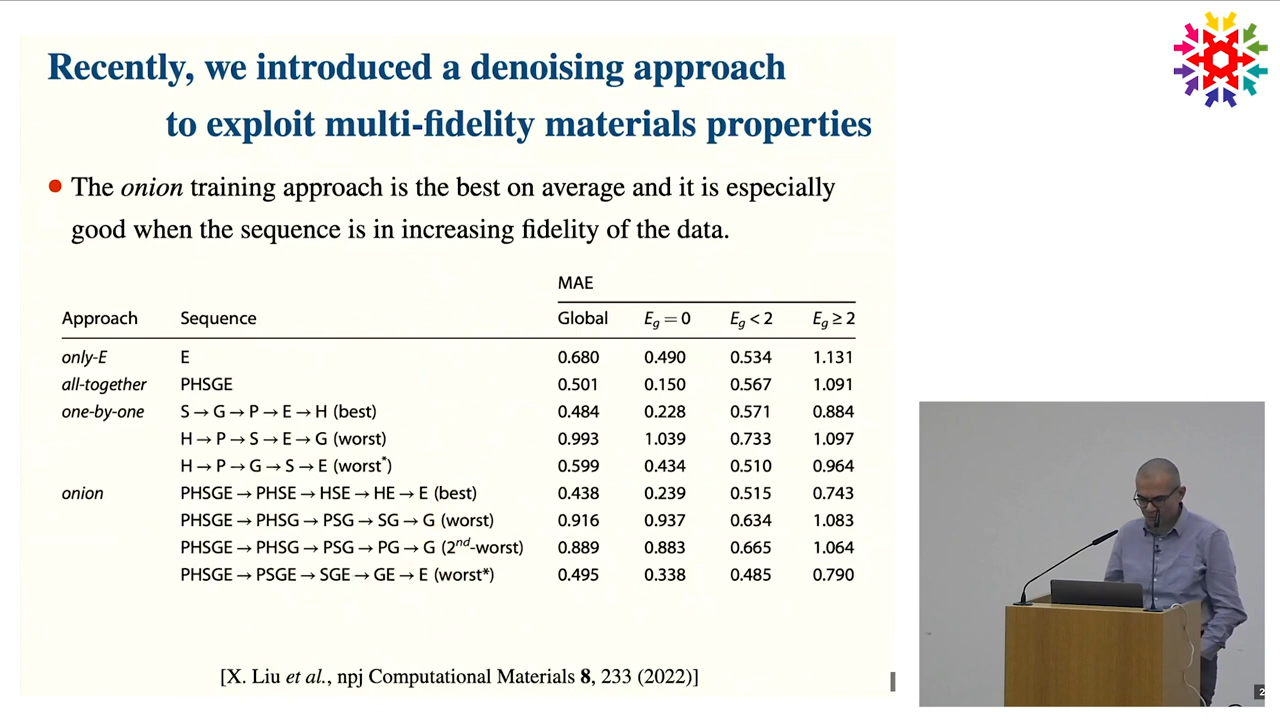 Recently, we introduced a denoising approach
to exploit multi-fidelity materials properties
• The onion training approach is the best on average and it is especially
good when the sequence is in increasing fidelity of the data.
MAE
Approach Sequence Global Eg = 0 Eg < 2 Eg ≥ 2
only-E E 0.680 0.490 0.534 1.131
all-together PHSGE 0.501 0.150 0.567 1.091
one-by-one S → G → P → E → H (best) 0.484 0.228 0.571 0.884
H → P → S → E → G (worst) 0.993 1.039 0.733 1.097
H → P → G → S → E (worst*) 0.599 0.434 0.510 0.964
onion PHSGE → PHSE → HSE → HE → E (best) 0.438 0.239 0.515 0.743
PHSGE → PHSG → PSG → SG → G (worst) 0.916 0.937 0.634 1.083
PHSGE → PHSG → PSG → PG → G (2nd-worst) 0.889 0.883 0.665 1.064
PHSGE → PSGE → SGE → GE → E (worst*) 0.495 0.338 0.485 0.790
[X. Liu et al., npj Computational Materials 8, 233 (2022)]
2